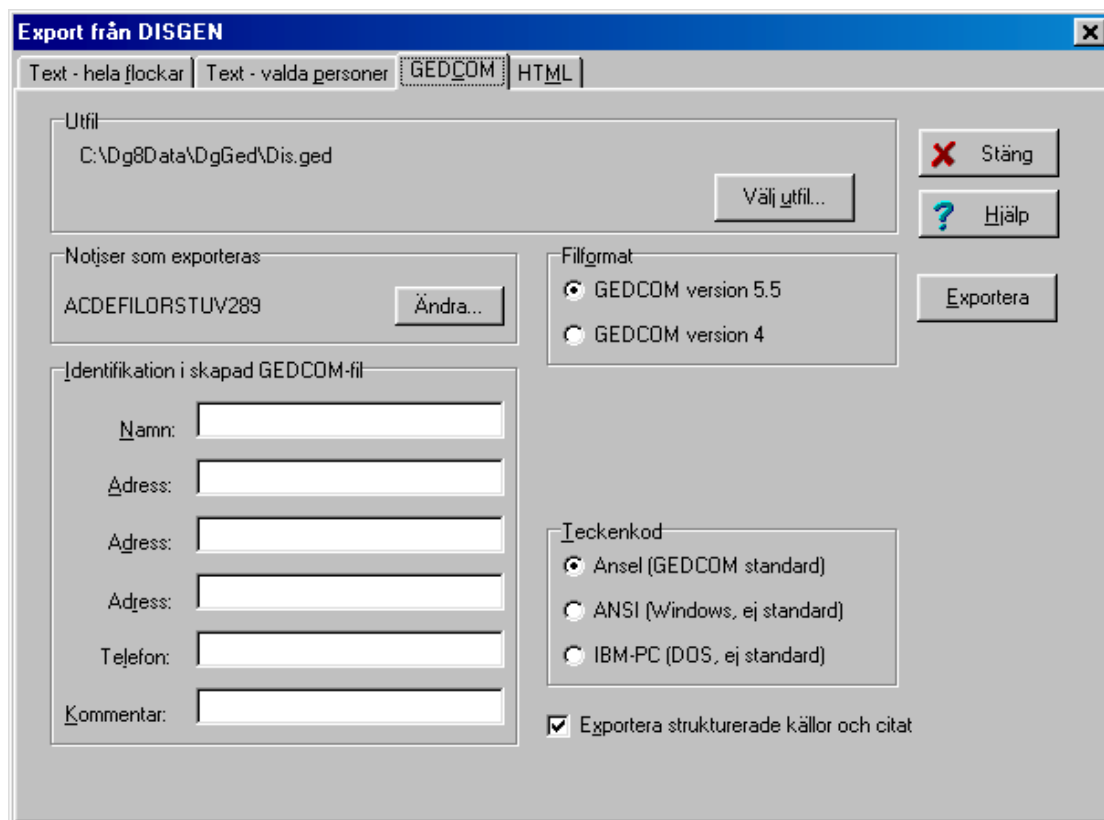 Export från DISGEN
Text - hela flockar Text - valda personer GEDCOM HTML
Utfil
C:\Dg8Data\DgGed\Dis.ged
Välj utfil...
Stäng
Hjälp
Notiser som exporteras
ACDEFILORSTUV289
Ändra...
Filformat
GEDCOM version 5.5
GEDCOM version 4
Exportera
Identifikation i skapad GEDCOM-fil
Namn:
Adress:
Adress:
Adress:
Telefon:
Kommentar:
Teckenkod
Ansel (GEDCOM standard)
ANSI (Windows, ej standard)
IBM-PC (DOS, ej standard)
Exportera strukturerade källor och citat